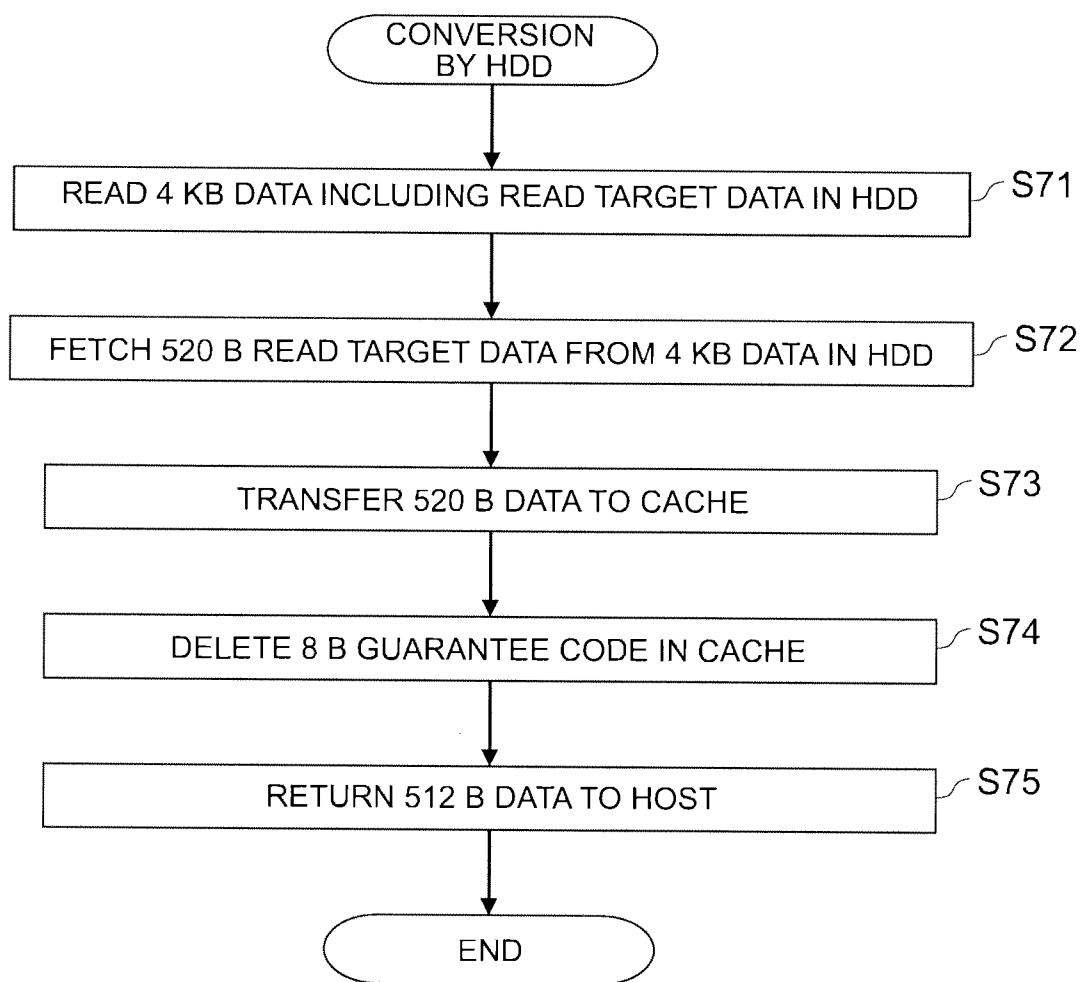 CONVERSION
BY HDD
READ 4 KB DATA INCLUDING READ TARGET DATA IN HDD
S71
FETCH 520 B READ TARGET DATA FROM 4 KB DATA IN HDD
S72
TRANSFER 520 B DATA TO CACHE
S73
DELETE 8 B GUARANTEE CODE IN CACHE
S74
RETURN 512 B DATA TO HOST
S75
END